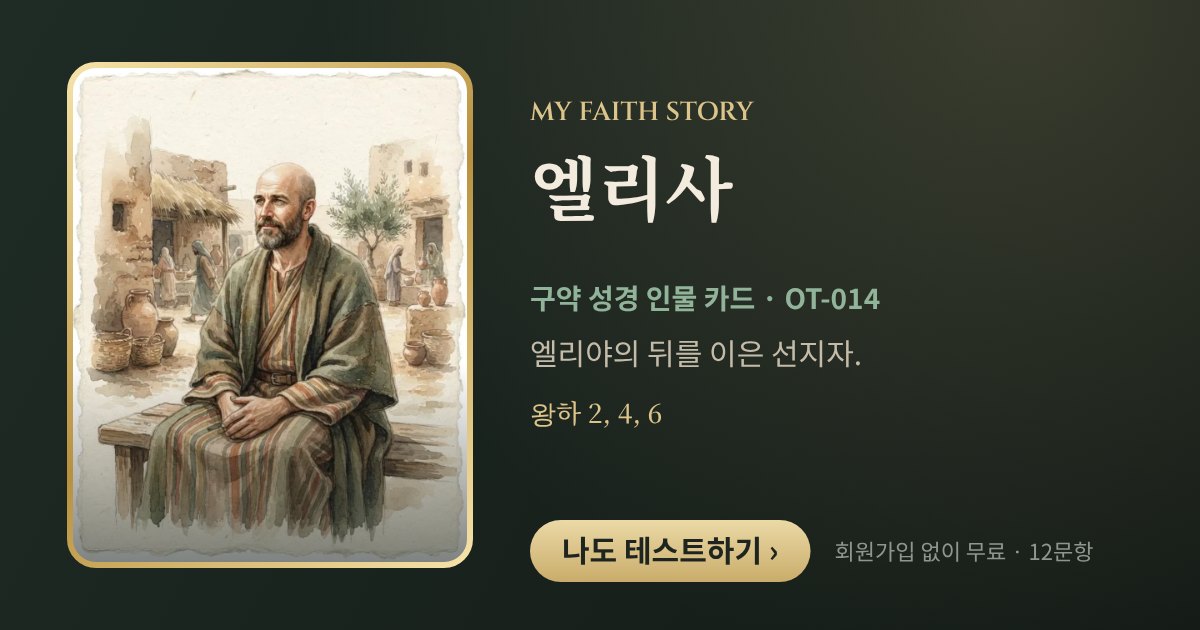 MY FAITH STORY
엘리사
구약 성경 인물 카드 · OT-014
엘리야의 뒤를 이은 선지자.
왕하 2, 4, 6
나도 테스트하기 ›
회원가입 없이 무료 · 12문항